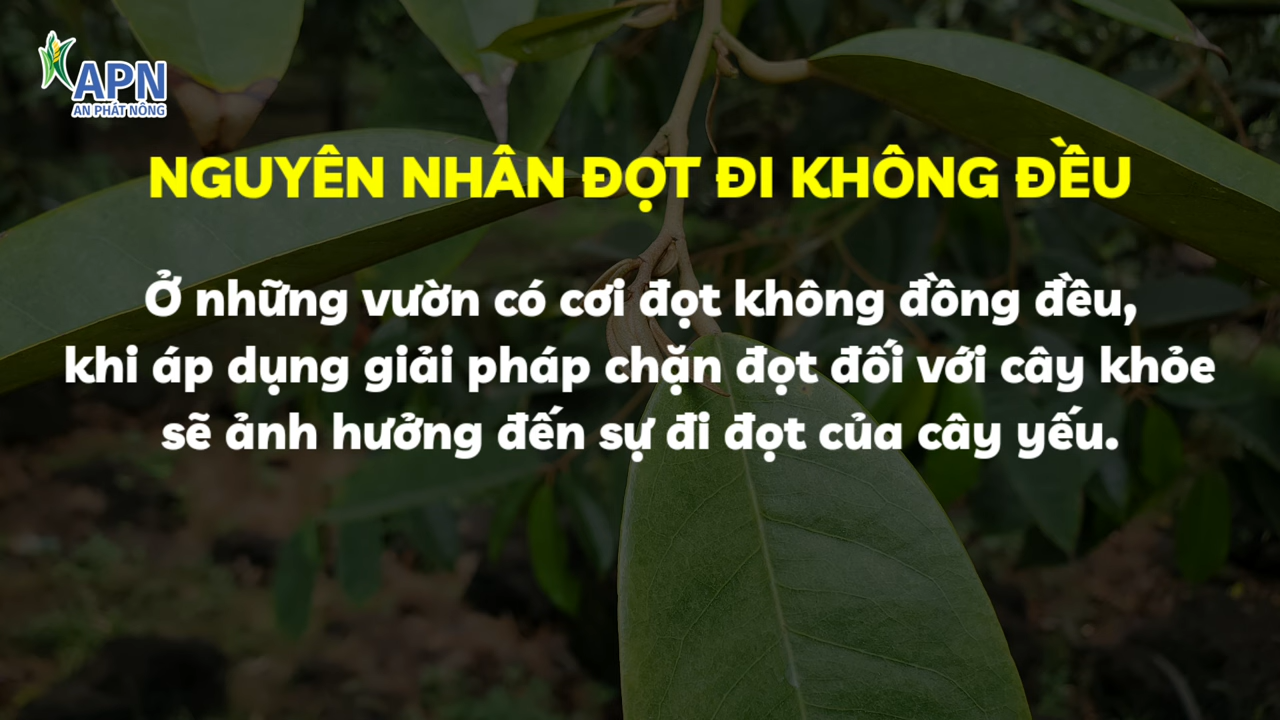 APN
AN PHÁT NÔNG
NGUYÊN NHÂN ĐỌT ĐI KHÔNG ĐỀU
Ở những vườn có cơi đọt không đồng đều,
khi áp dụng giải pháp chặn đọt đối với cây khỏe
sẽ ảnh hưởng đến sự đi đọt của cây yếu.